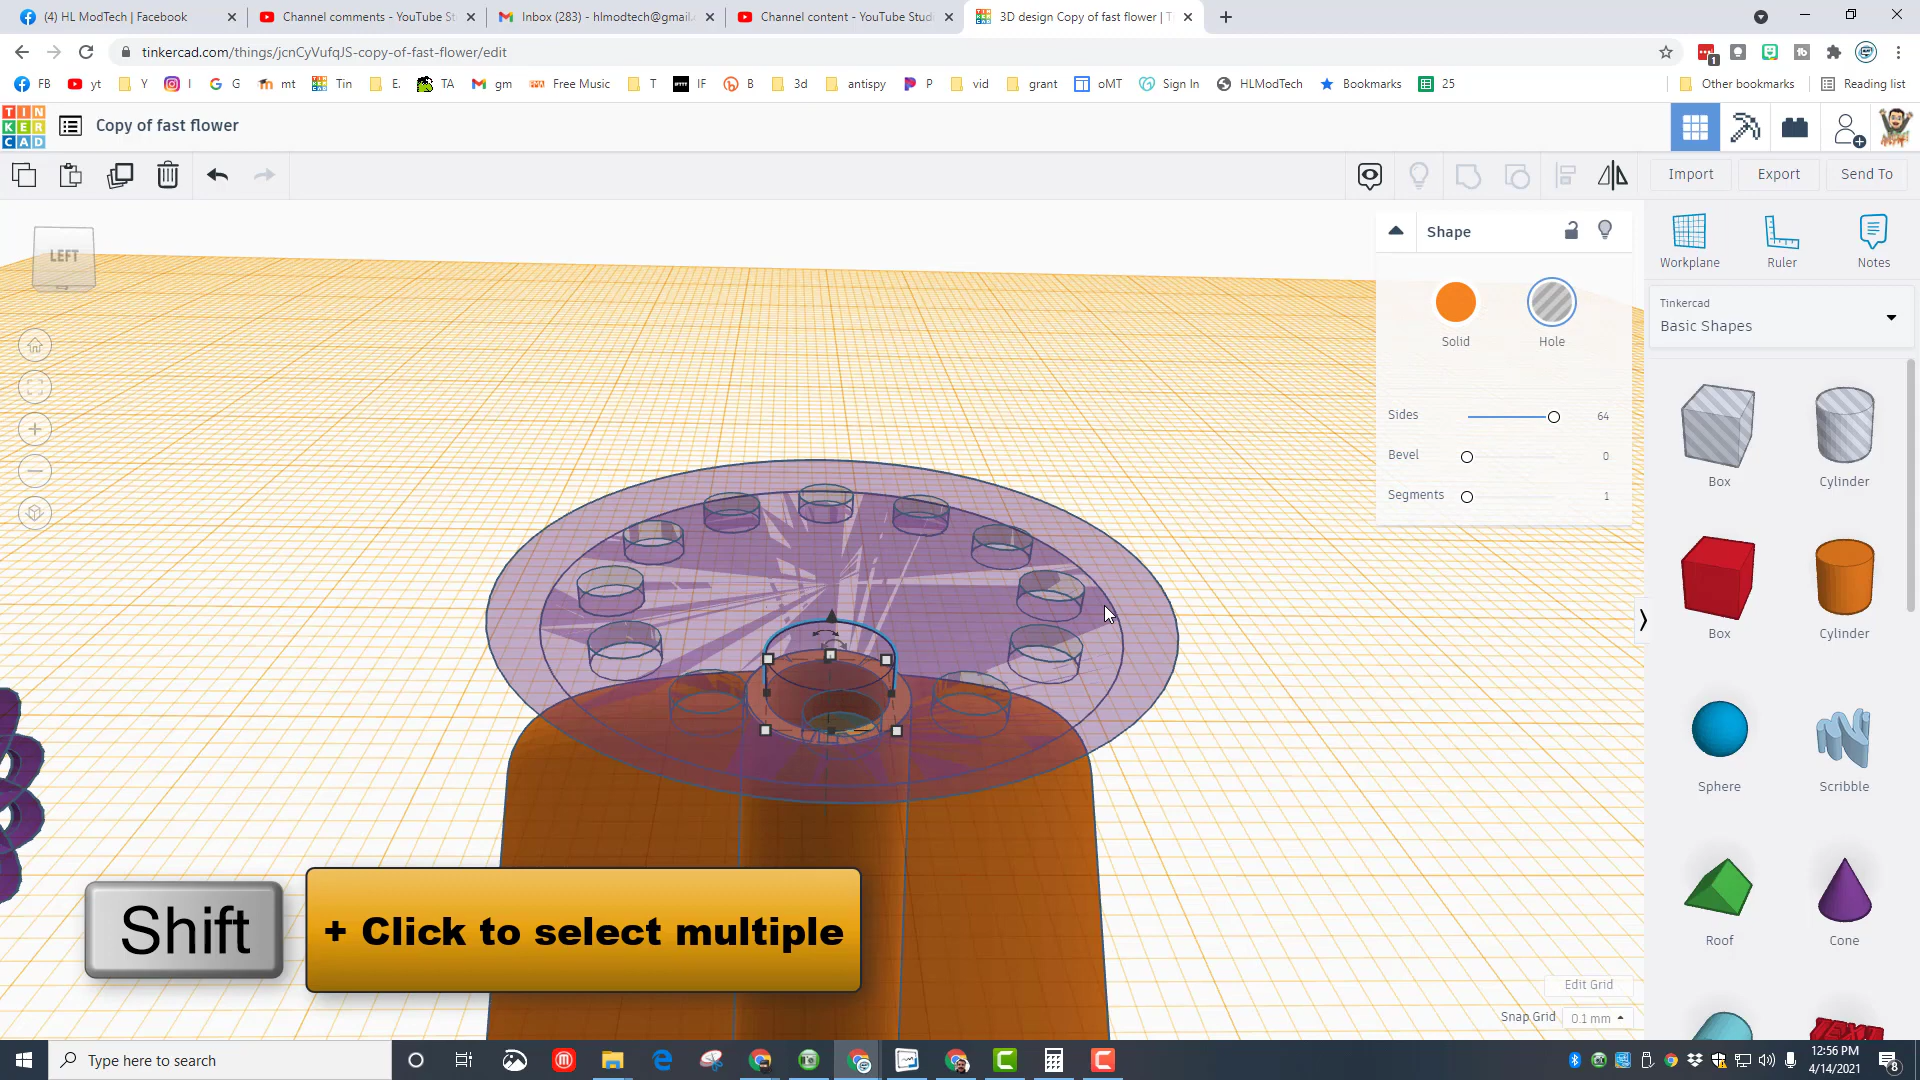 (4) HL ModTech | Facebook
Channel comments - YouTube St
Inbox (283) - hlmodtech@gmail.
Channel content - YouTube Studi
3D design Copy of fast flower | T
tinkercad.com/things/jcnCyVufqJS-copy-of-fast-flower/edit
1
FB
yt
Y
I
G
mt
Tin
E.
TA
gm
Free Music
T
IF
B
3d
antispy
P
vid
grant
oMT
Sign In
HLModTech
Bookmarks
25
Other bookmarks
Reading list
TIN
KER
CAD
Copy of fast flower
Import
Export
Send To
LEFT
Shape
Solid
Hole
Sides
64
Bevel
0
Segments
1
Workplane
Ruler
Notes
Tinkercad
Basic Shapes
Box
Cylinder
Box
Cylinder
Sphere
Scribble
Roof
Cone
Shift
+ Click to select multiple
Edit Grid
Snap Grid
0.1 mm
Type here to search
12:56 PM
4/14/2021
8